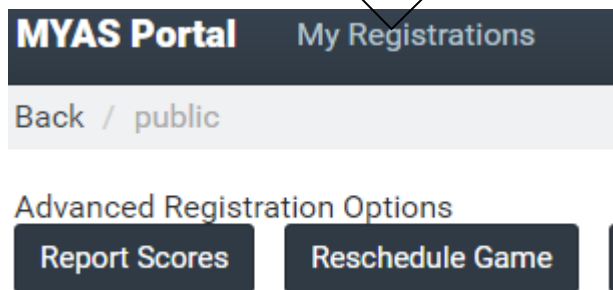 MYAS Portal My Registrations
Back / public
Advanced Registration Options
Report Scores Reschedule Game